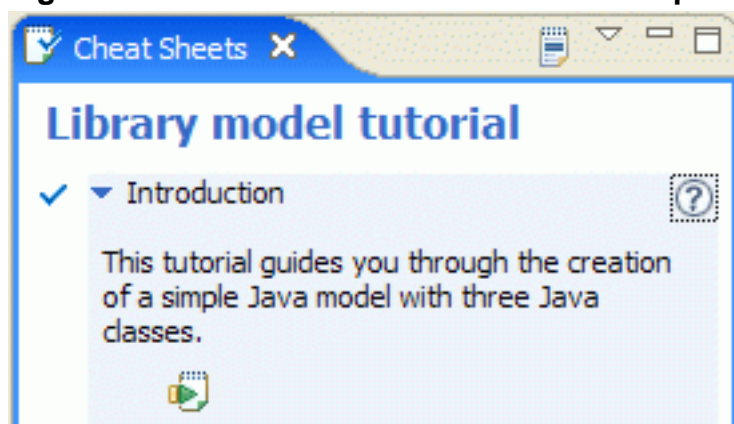 Cheat Sheets
Library model tutorial
Introduction
This tutorial guides you through the creation
of a simple Java model with three Java
classes.